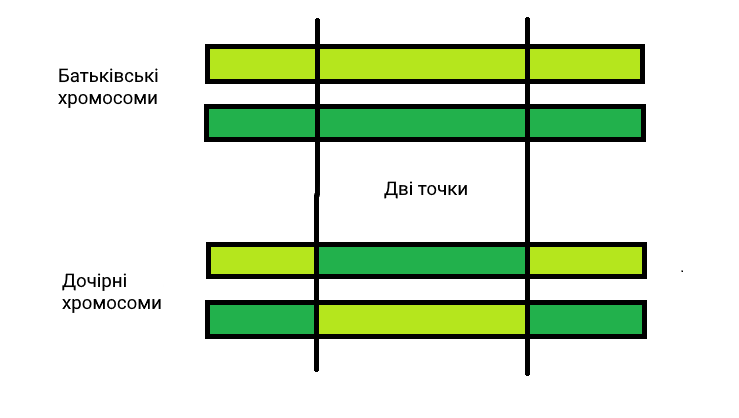 Батьківські
хромосоми
Дві точки
Дочірні
хромосоми